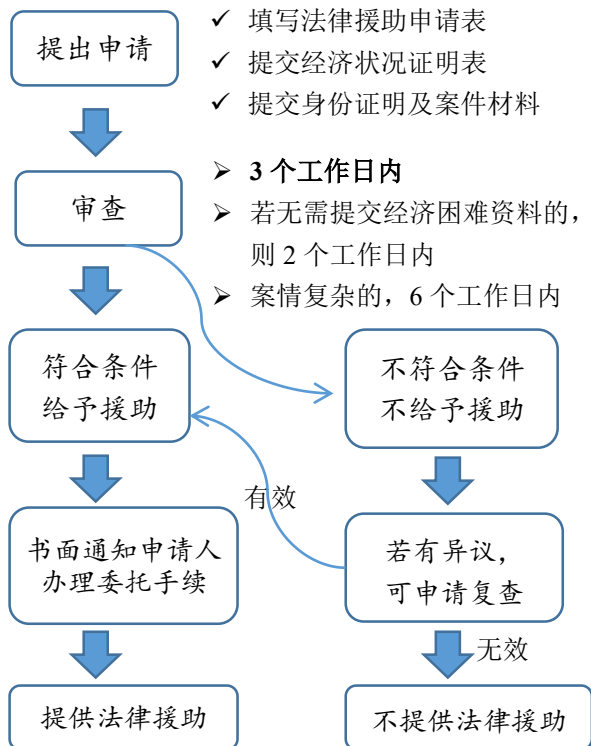 提出申请
✓ 填写法律援助申请表
✓ 提交经济状况证明表
✓ 提交身份证明及案件材料
审查
➢ 3 个工作日内
➢ 若无需提交经济困难资料的，
则 2 个工作日内
➢ 案情复杂的，6 个工作日内
符合条件
给予援助
不符合条件
不给予援助
有效
书面通知申请人
办理委托手续
若有异议，
可申请复查
无效
提供法律援助
不提供法律援助